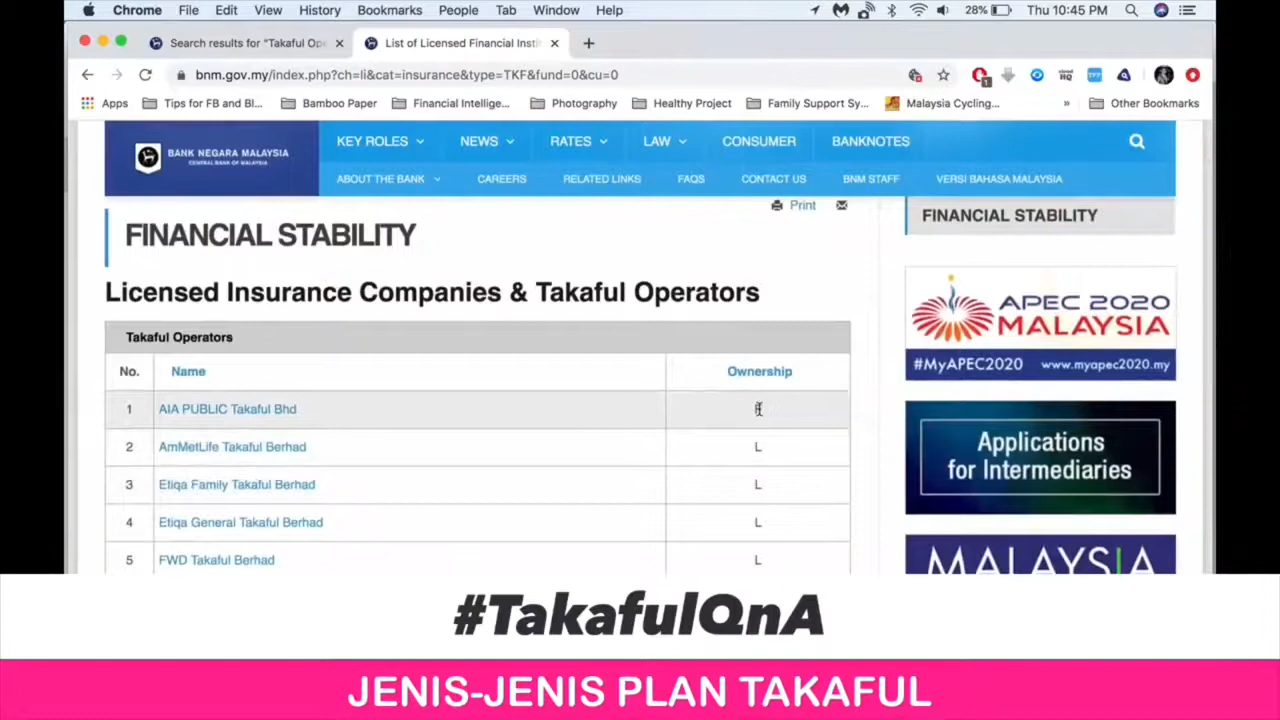 Chrome File Edit View History Bookmarks People Tab Window Help 28% Thu 10:45 PM
Search results for "Takaful Ope
List of Licensed Financial Insti
bnm.gov.my/index.php?ch=li&cat=insurance&type=TKF&fund=0&cu=0
Apps Tips for FB and Bl... Bamboo Paper Financial Intellige... Photography Healthy Project Family Support Sy... Malaysia Cycling... » Other Bookmarks
BANK NEGARA MALAYSIA
CENTRAL BANK OF MALAYSIA
KEY ROLES NEWS RATES LAW CONSUMER BANKNOTES
ABOUT THE BANK CAREERS RELATED LINKS FAQS CONTACT US BNM STAFF VERSI BAHASA MALAYSIA
Print
FINANCIAL STABILITY
Licensed Insurance Companies & Takaful Operators
Takaful Operators
No. Name Ownership
1 AIA PUBLIC Takaful Bhd
2 AmMetLife Takaful Berhad L
3 Etiqa Family Takaful Berhad L
4 Etiqa General Takaful Berhad L
5 FWD Takaful Berhad L
FINANCIAL STABILITY
APEC 2020
MALAYSIA
#MyAPEC2020 www.myapec2020.my
Applications
for Intermediaries
MALAYSIA
#TakafulQnA
JENIS-JENIS PLAN TAKAFUL